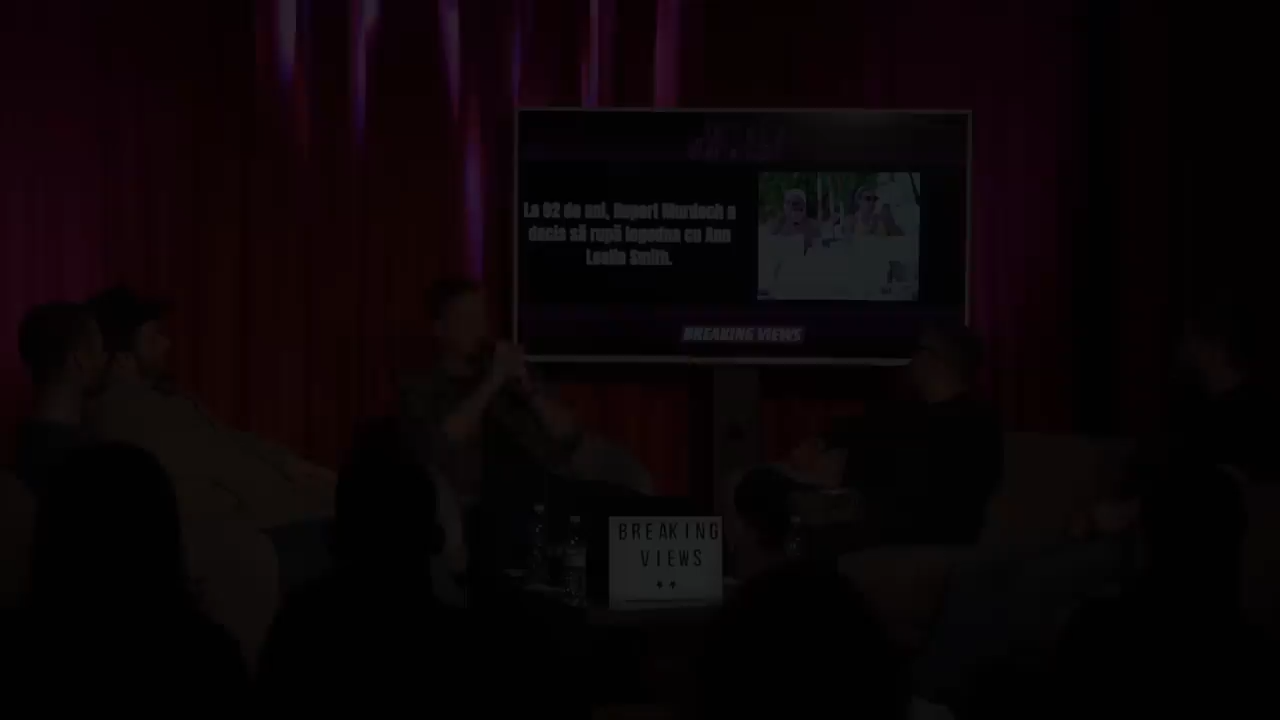 La 92 de ani, Rupert Murdoch a
decis să rupă logodna cu Ann
Leslie Smith.
BREAKING VIEWS
BREAKING
VIEWS